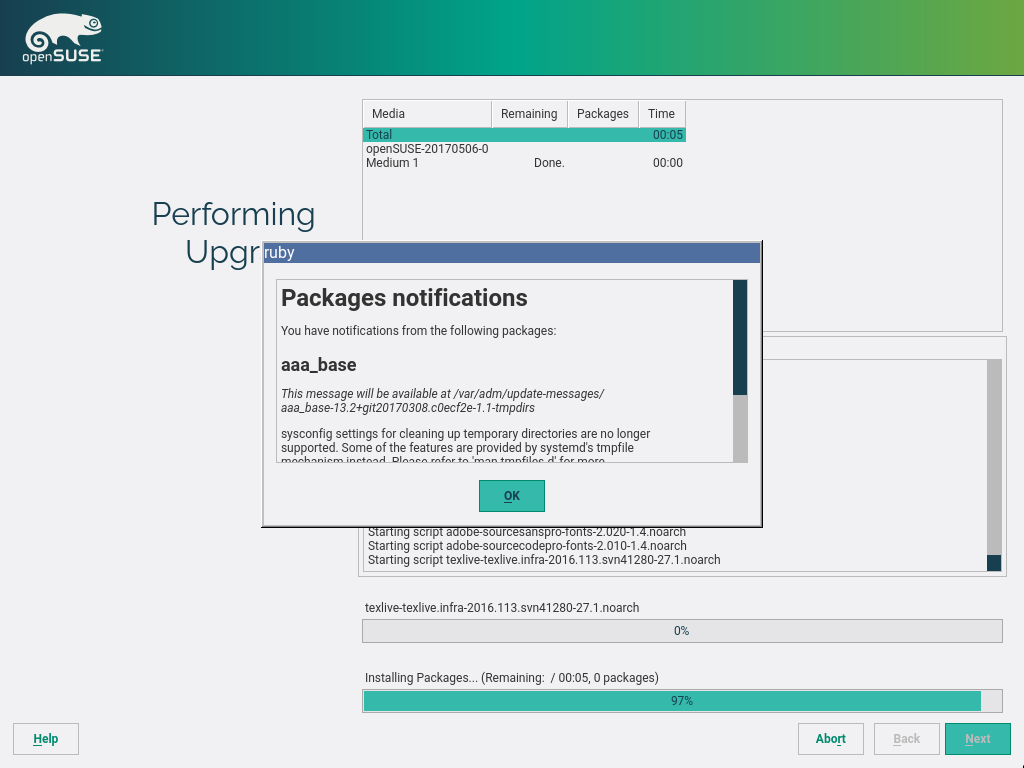 openSUSE
Media Remaining Packages Time
Total 00:05
openSUSE-20170506-0
Medium 1 Done. 00:00
Performing
Upgr
ruby
Packages notifications
You have notifications from the following packages:
aaa_base
This message will be available at /var/adm/update-messages/
aaa_base-13.2+git20170308.c0ecf2e-1.1-tmpdirs
sysconfig settings for cleaning up temporary directories are no longer
supported. Some of the features are provided by systemd's tmpfile
mechanism instead. Please refer to 'man tmpfiles.d' for more
OK
Starting script adobe-sourcesanspro-fonts-2.020-1.4.noarch
Starting script adobe-sourcecodepro-fonts-2.010-1.4.noarch
Starting script texlive-texlive.infra-2016.113.svn41280-27.1.noarch
texlive-texlive.infra-2016.113.svn41280-27.1.noarch
0%
Installing Packages... (Remaining:  / 00:05, 0 packages)
97%
Help Abort Back Next